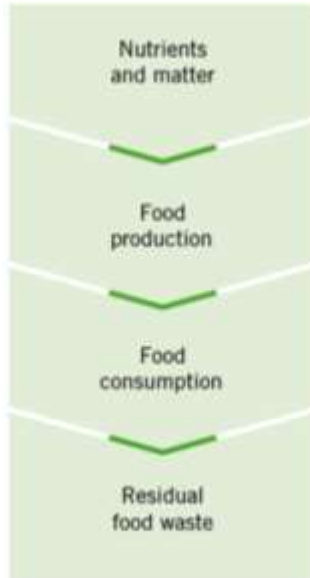 Nutrients
and matter
Food
production
Food
consumption
Residual
food waste